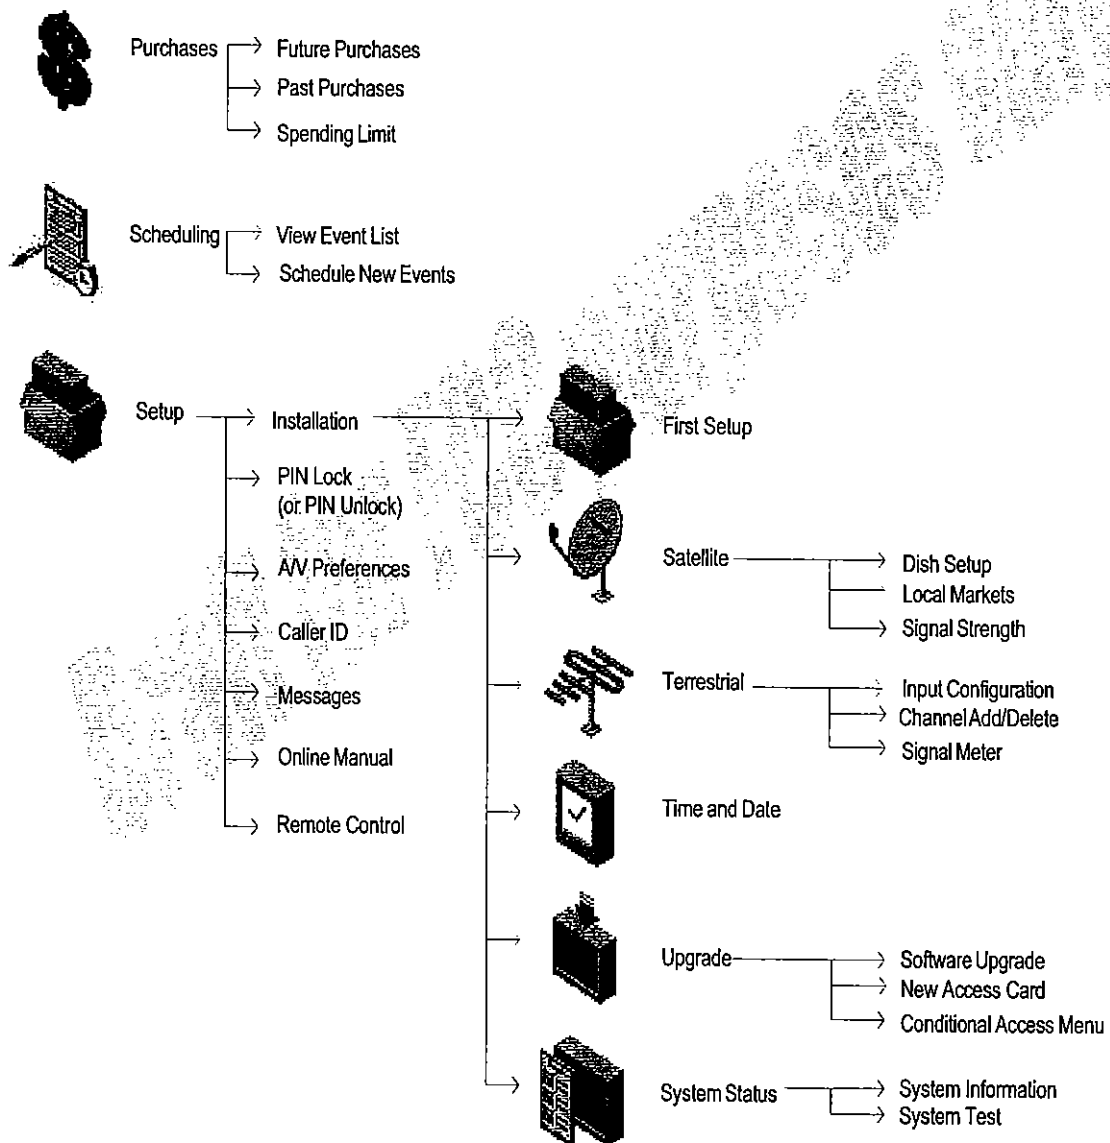 Purchases
Future Purchases
Past Purchases
Spending Limit
Scheduling
View Event List
Schedule New Events
Setup
Installation
PIN Lock
(or PIN Unlock)
A/V Preferences
Caller ID
Messages
Online Manual
Remote Control
First Setup
Satellite
Dish Setup
Local Markets
Signal Strength
Terrestrial
Input Configuration
Channel Add/Delete
Signal Meter
Time and Date
Upgrade
Software Upgrade
New Access Card
Conditional Access Menu
System Status
System Information
System Test